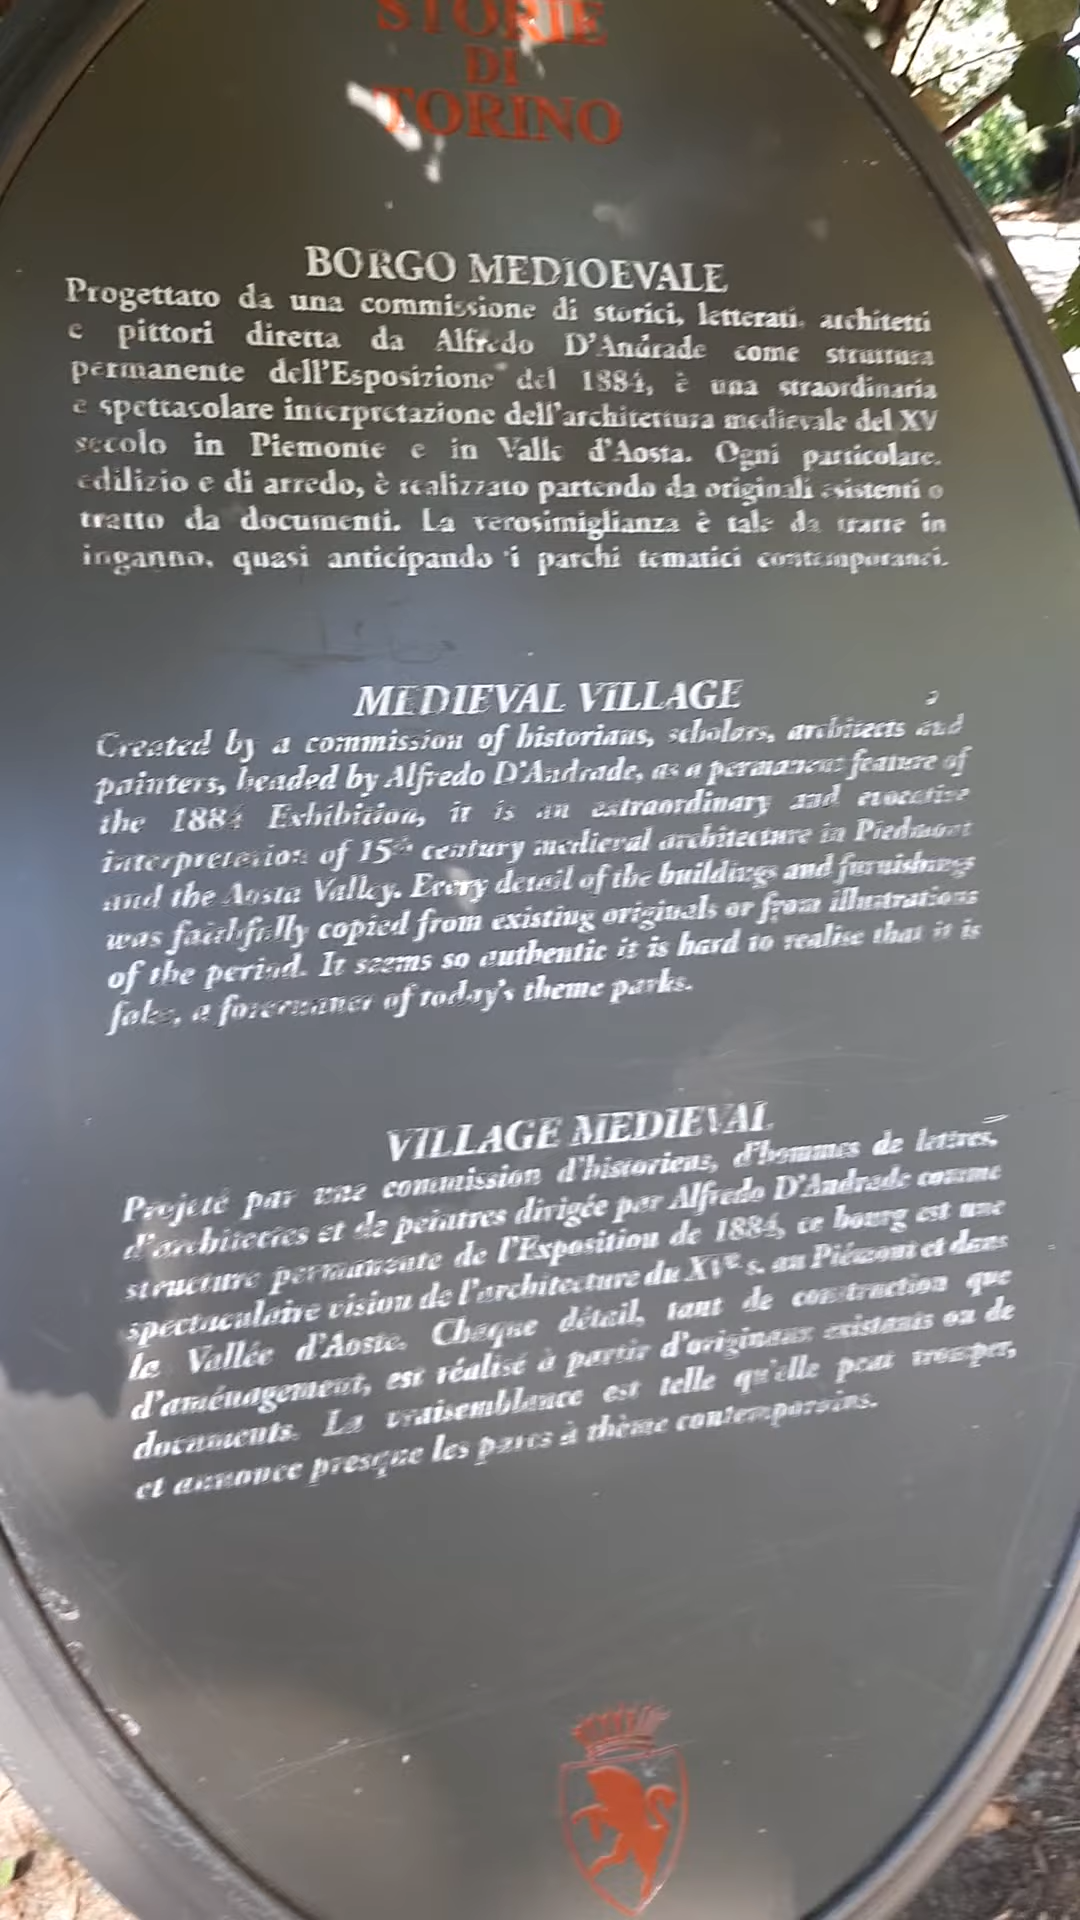 STORIE
DI
TORINO
BORGO MEDIOEVALE
Progettato da una commissione di storici, letterati, architetti
e pittori diretta da Alfredo D'Andrade come struttura
permanente dell'Esposizione del 1884, è una straordinaria
e spettacolare interpretazione dell'architettura medievale del XV
secolo in Piemonte e in Valle d'Aosta. Ogni particolare,
edilizio e di arredo, è realizzato partendo da originali esistenti o
tratto da documenti. La verosimiglianza è tale da trarre in
inganno, quasi anticipando i parchi tematici contemporanei.
MEDIEVAL VILLAGE
Created by a commission of historians, scholars, architects and
painters, headed by Alfredo D'Andrade, as a permanent feature of
the 1884 Exhibition, it is an extraordinary and evocative
interpretation of 15th century medieval architecture in Piedmont
and the Aosta Valley. Every detail of the buildings and furnishings
was faithfully copied from existing originals or from illustrations
of the period. It seems so authentic it is hard to realise that it is
fake, a forerunner of today's theme parks.
VILLAGE MEDIEVAL
Projeté par une commission d'historiens, d'hommes de lettres,
d'architectes et de peintres dirigée par Alfredo D'Andrade comme
structure permanente de l'Exposition de 1884, ce bourg est une
spectaculaire vision de l'architecture du XVe s. au Piémont et dans
la Vallée d'Aoste. Chaque détail, tant de construction que
d'aménagement, est réalisé à partir d'originaux existants ou de
documents. La vraisemblance est telle qu'elle peut tromper,
et annonce presque les parcs à thème contemporains.